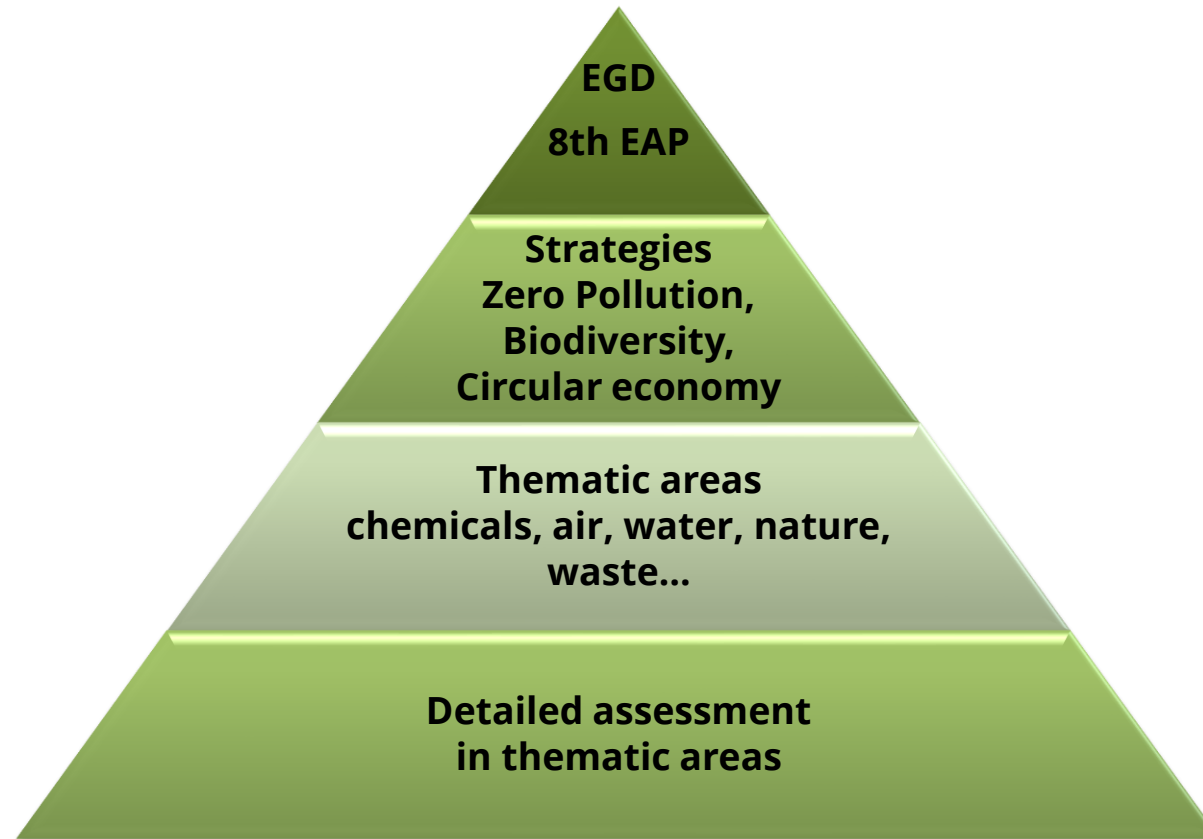 EGD
8th EAP
Strategies
Zero Pollution,
Biodiversity,
Circular economy
Thematic areas
chemicals, air, water, nature,
waste...
Detailed assessment
in thematic areas